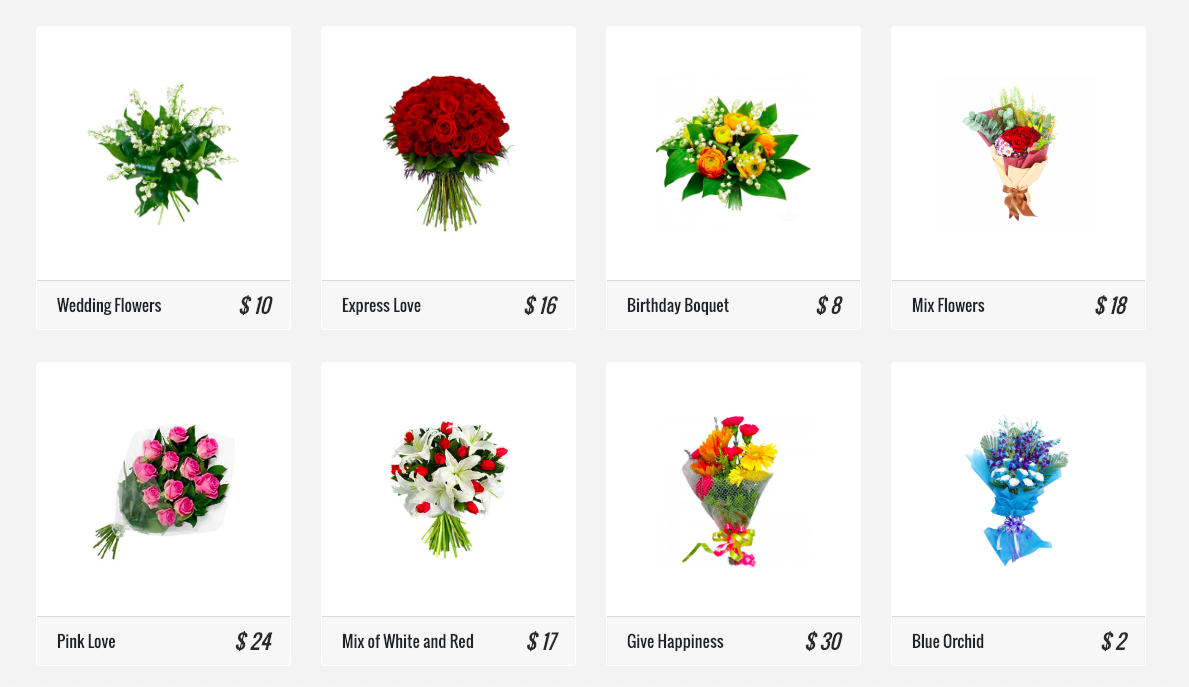 Wedding Flowers $ 10
Express Love $ 16
Birthday Boquet $ 8
Mix Flowers $ 18
Pink Love $ 24
Mix of White and Red $ 17
Give Happiness $ 30
Blue Orchid $ 2